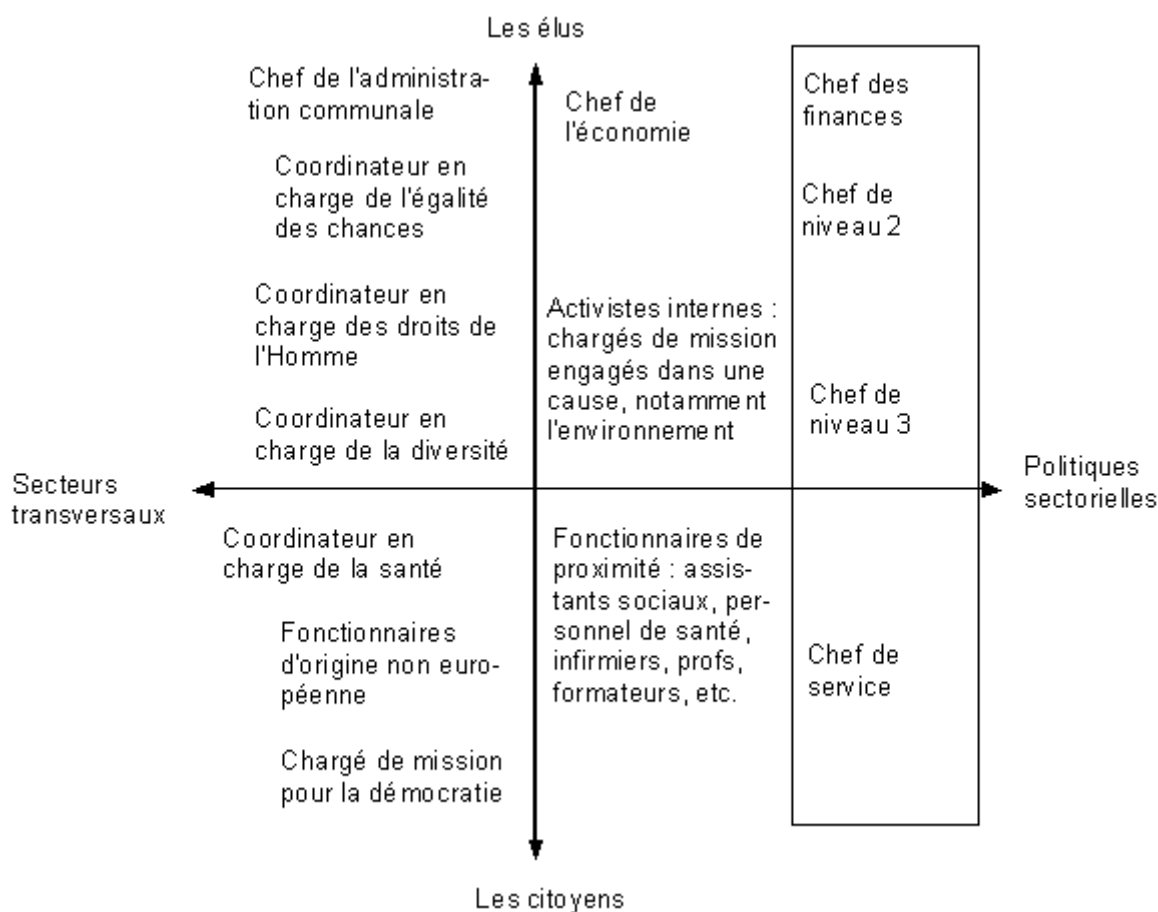 Les élus
Chef de l'administra-
tion communale
Chef de
l'économie
Chef des
finances
Coordinateur en
charge de l'égalité
des chances
Chef de
niveau 2
Coordinateur en
charge des droits de
l'Homme
Activistes internes :
chargés de mission
engagés dans une
cause, notamment
l'environnement
Chef de
niveau 3
Coordinateur en
charge de la diversité
Secteurs
transversaux
Politiques
sectorielles
Coordinateur en
charge de la santé
Fonctionnaires de
proximité : assis-
tants sociaux, per-
sonnel de santé,
infirmiers, profs,
formateurs, etc.
Fonctionnaires
d'origine non euro-
péenne
Chef de
service
Chargé de mission
pour la démocratie
Les citoyens